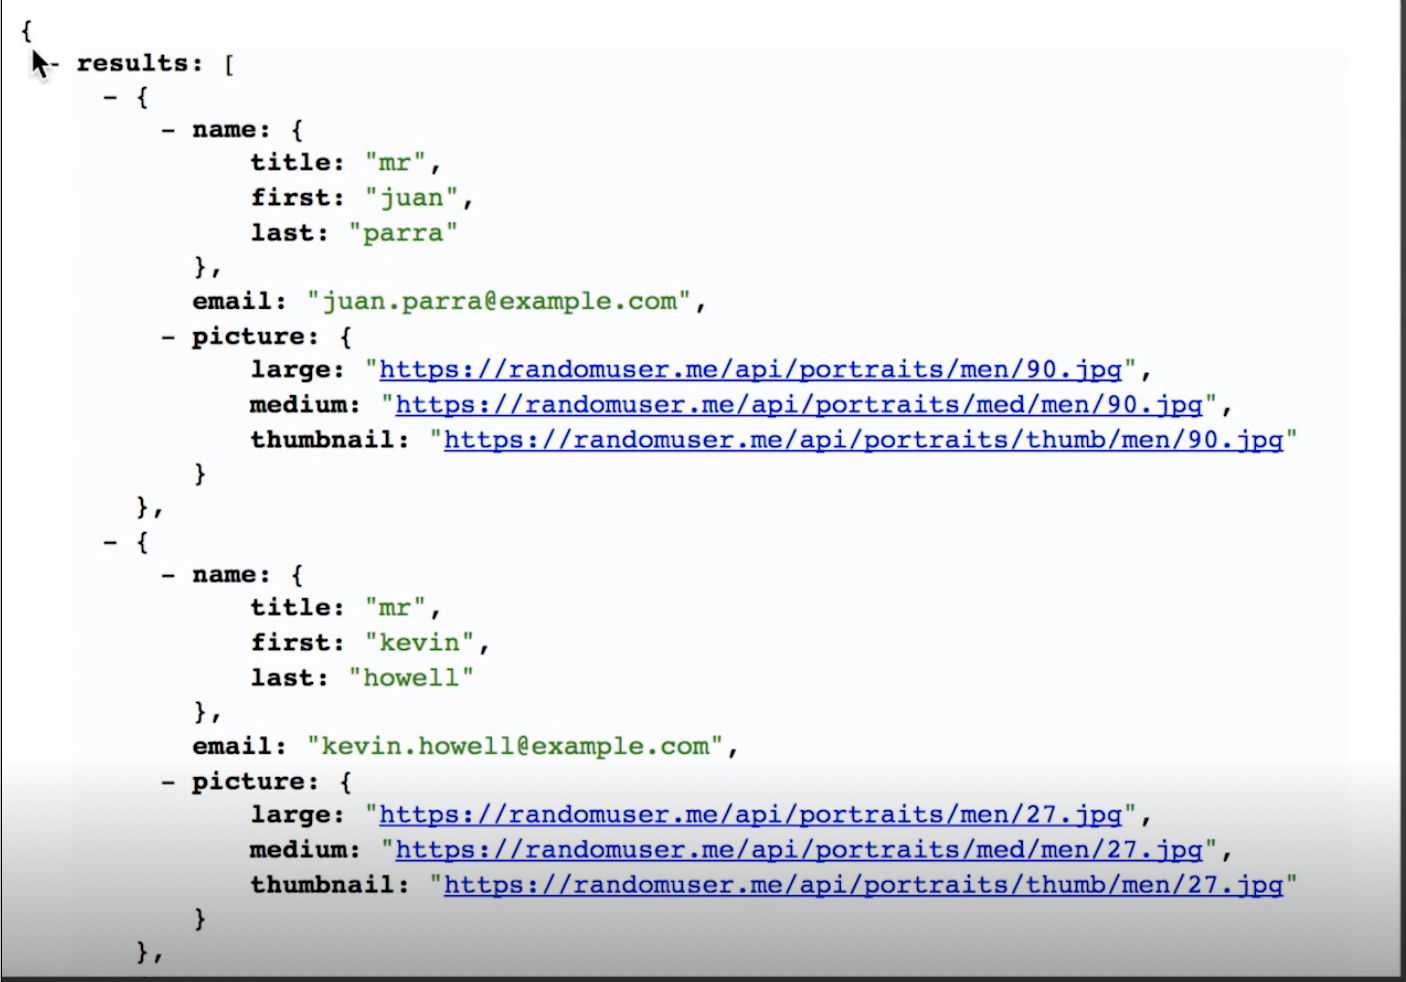 {
- results: [
- {
- name: {
title: "mr",
first: "juan",
last: "parra"
},
email: "juan.parra@example.com",
- picture: {
large: "https://randomuser.me/api/portraits/men/90.jpg",
medium: "https://randomuser.me/api/portraits/med/men/90.jpg",
thumbnail: "https://randomuser.me/api/portraits/thumb/men/90.jpg"
}
},
- {
- name: {
title: "mr",
first: "kevin",
last: "howell"
},
email: "kevin.howell@example.com",
- picture: {
large: "https://randomuser.me/api/portraits/men/27.jpg",
medium: "https://randomuser.me/api/portraits/med/men/27.jpg",
thumbnail: "https://randomuser.me/api/portraits/thumb/men/27.jpg"
}
},